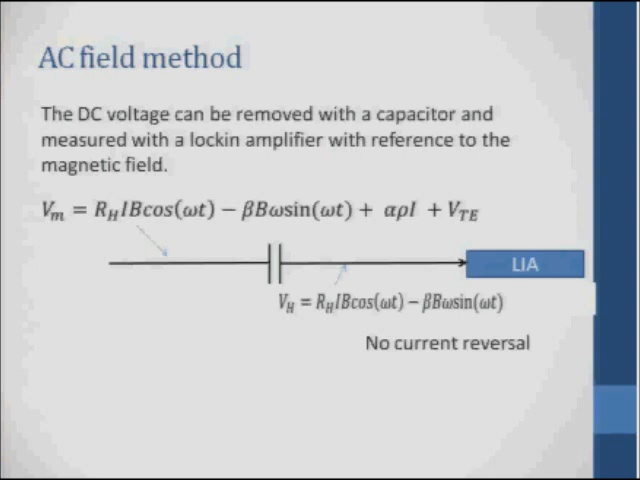 AC field method
The DC voltage can be removed with a capacitor and
measured with a lockin amplifier with reference to the
magnetic field.
V_m = R_H IBcos(ωt) − βBωsin(ωt) + αρI + V_TE
LIA
V_H = R_H IBcos(ωt) − βBωsin(ωt)
No current reversal